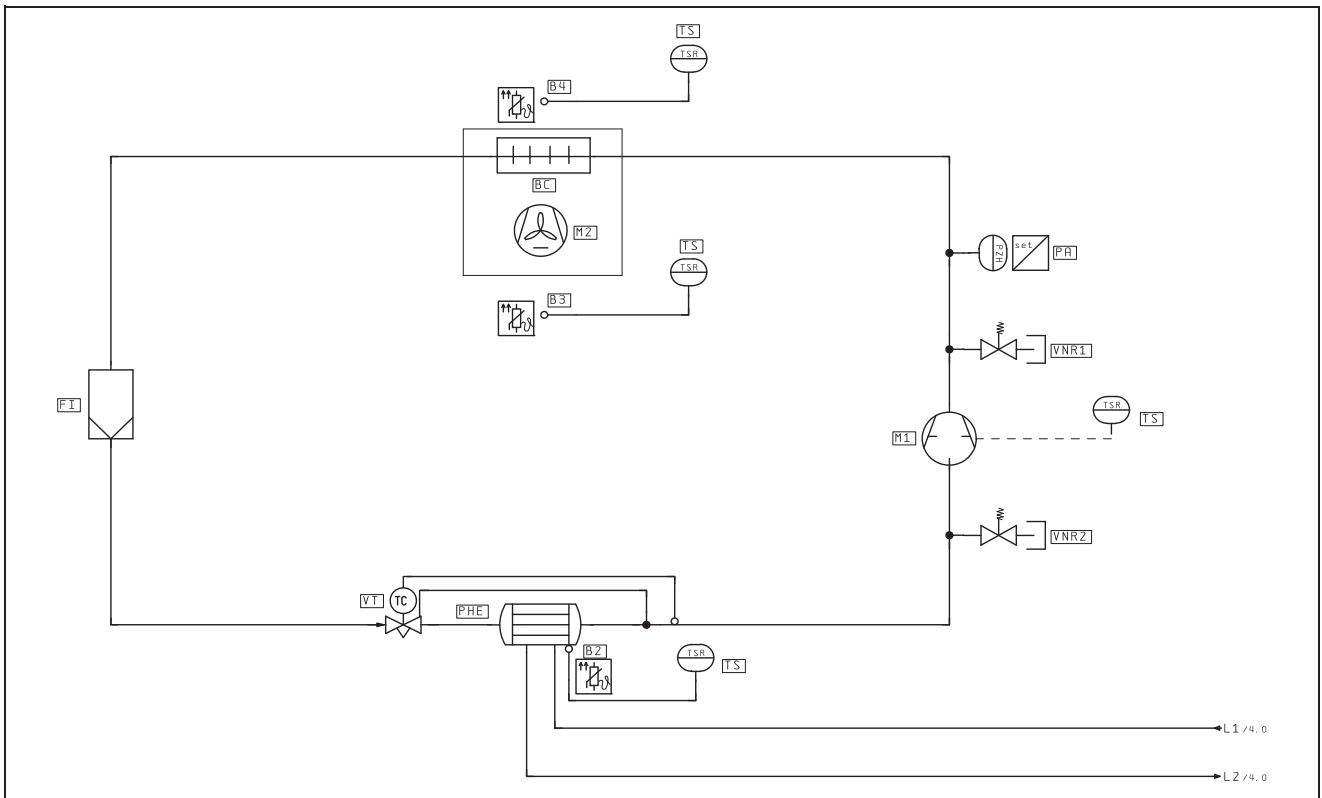 TS
TSR
B4
BC
M2
TS
TSR
B3
PZH
set
PA
VNR1
FI
M1
TSR
TS
VNR2
VT
TC
PHE
B2
TSR
TS
L1 /4.0
L2 /4.0